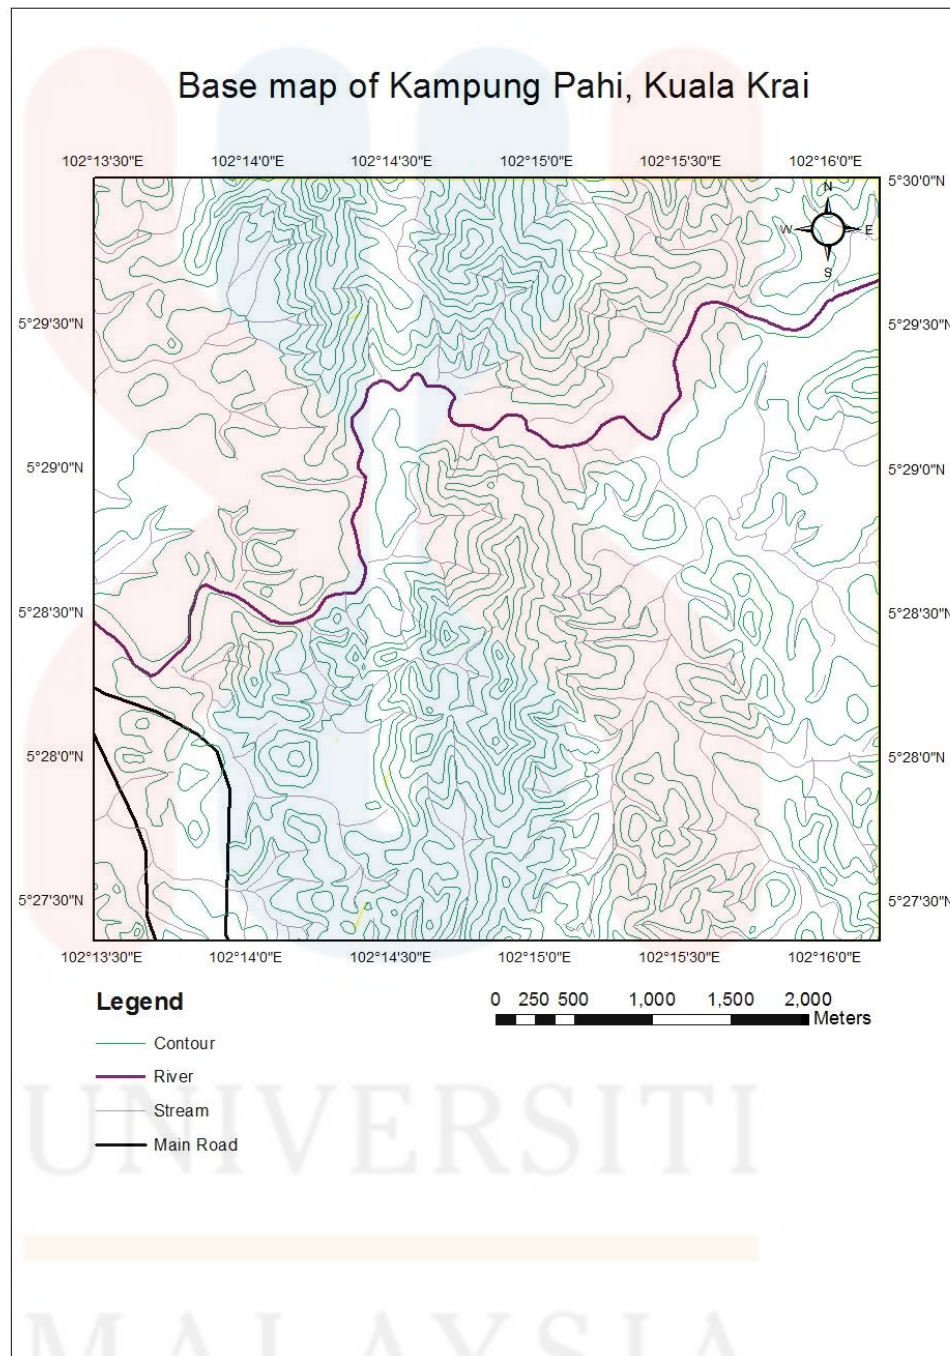 Base map of Kampung Pahi, Kuala Krai
102°13'30"E 102°14'0"E 102°14'30"E 102°15'0"E 102°15'30"E 102°16'0"E
5°30'0"N
N
W E
S
5°29'30"N 5°29'30"N
5°29'0"N 5°29'0"N
5°28'30"N 5°28'30"N
5°28'0"N 5°28'0"N
5°27'30"N 5°27'30"N
102°13'30"E 102°14'0"E 102°14'30"E 102°15'0"E 102°15'30"E 102°16'0"E
Legend
0 250 500 1,000 1,500 2,000
Meters
Contour
River
Stream
Main Road
UNIVERSITI
MALAYSIA